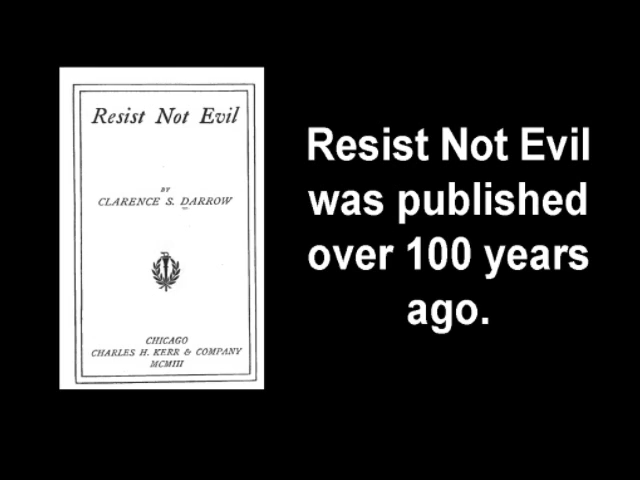 Resist Not Evil
BY
CLARENCE S. DARROW
CHICAGO
CHARLES H. KERR & COMPANY
MCMIII
Resist Not Evil
was published
over 100 years
ago.